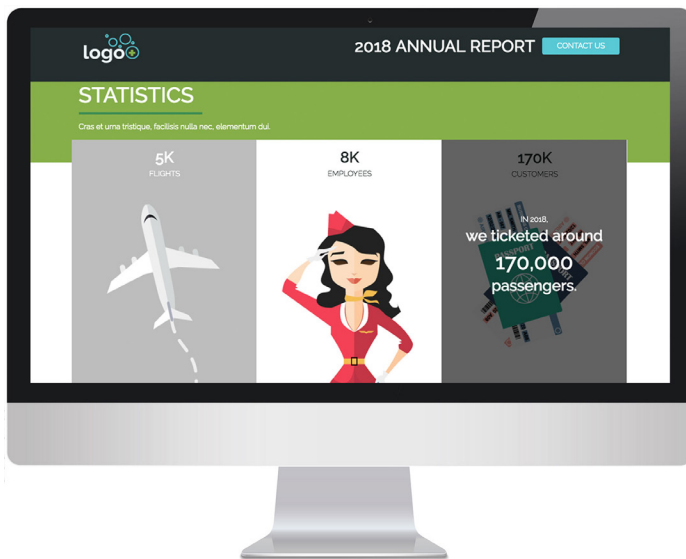 logo
2018 ANNUAL REPORT
CONTACT US
STATISTICS
Cras et urna tristique, facilisis nulla nec, elementum dui.
5K
FLIGHTS
8K
EMPLOYEES
170K
CUSTOMERS
PASSPORT
IN 2018,
we ticketed around
170,000
passengers.